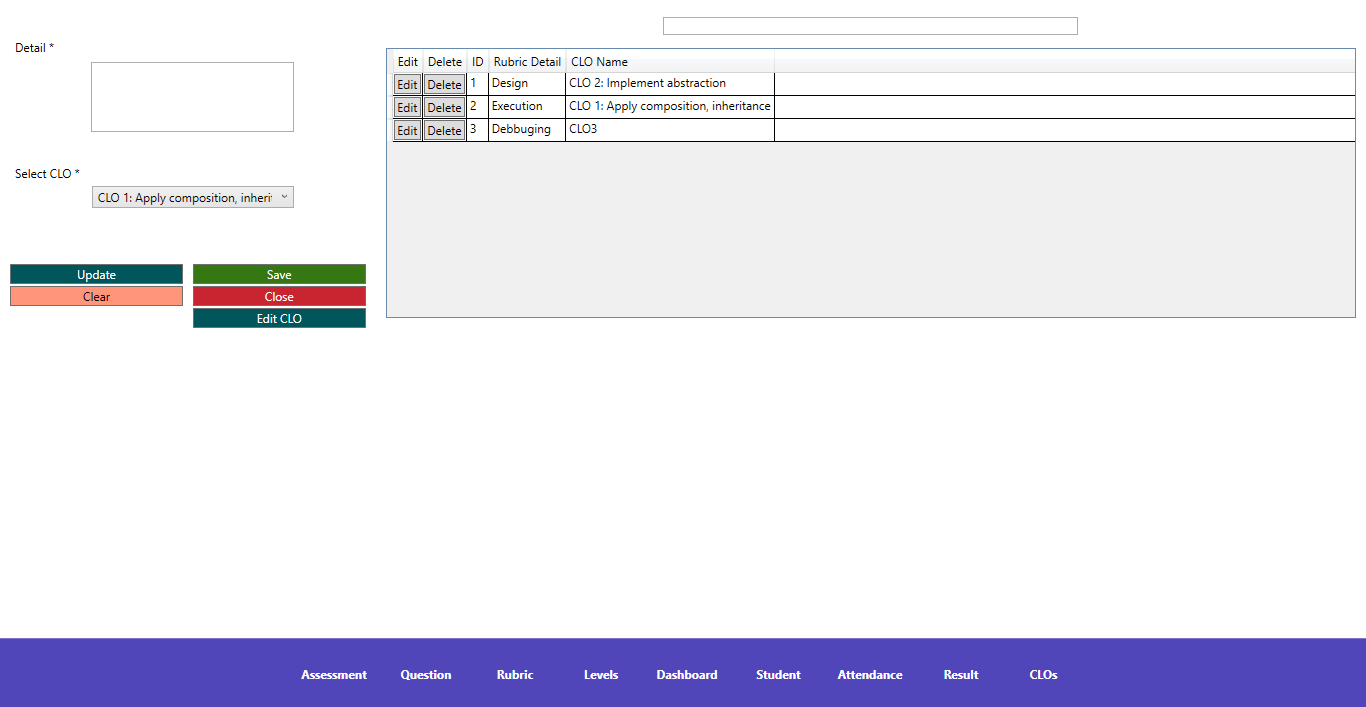 Detail *
Select CLO *
CLO 1: Apply composition, inherit
Update Save
Clear Close
Edit CLO
Edit Delete ID Rubric Detail CLO Name
Edit Delete 1 Design CLO 2: Implement abstraction
Edit Delete 2 Execution CLO 1: Apply composition, inheritance
Edit Delete 3 Debbuging CLO3
Assessment Question Rubric Levels Dashboard Student Attendance Result CLOs